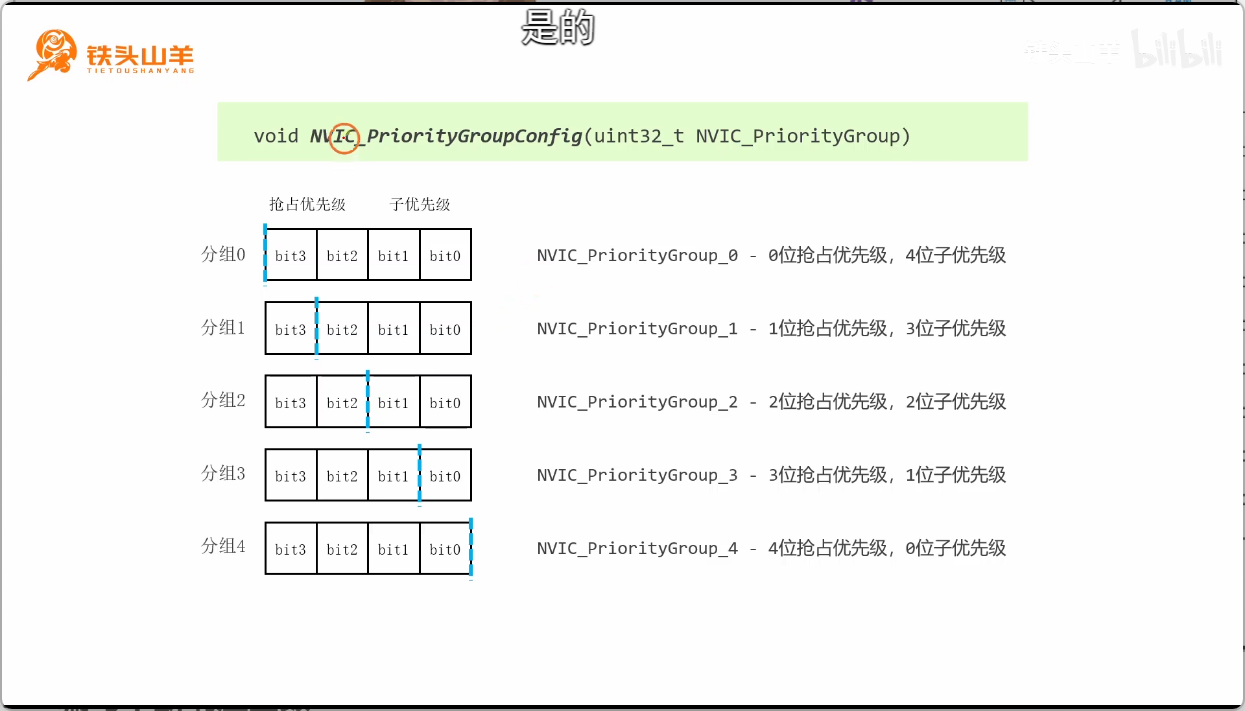 是的
铁头山羊
TIETOUSHANYANG
bilibili
void NVIC_PriorityGroupConfig(uint32_t NVIC_PriorityGroup)
抢占优先级 子优先级
分组0 bit3 bit2 bit1 bit0 NVIC_PriorityGroup_0 - 0位抢占优先级，4位子优先级
分组1 bit3 bit2 bit1 bit0 NVIC_PriorityGroup_1 - 1位抢占优先级，3位子优先级
分组2 bit3 bit2 bit1 bit0 NVIC_PriorityGroup_2 - 2位抢占优先级，2位子优先级
分组3 bit3 bit2 bit1 bit0 NVIC_PriorityGroup_3 - 3位抢占优先级，1位子优先级
分组4 bit3 bit2 bit1 bit0 NVIC_PriorityGroup_4 - 4位抢占优先级，0位子优先级